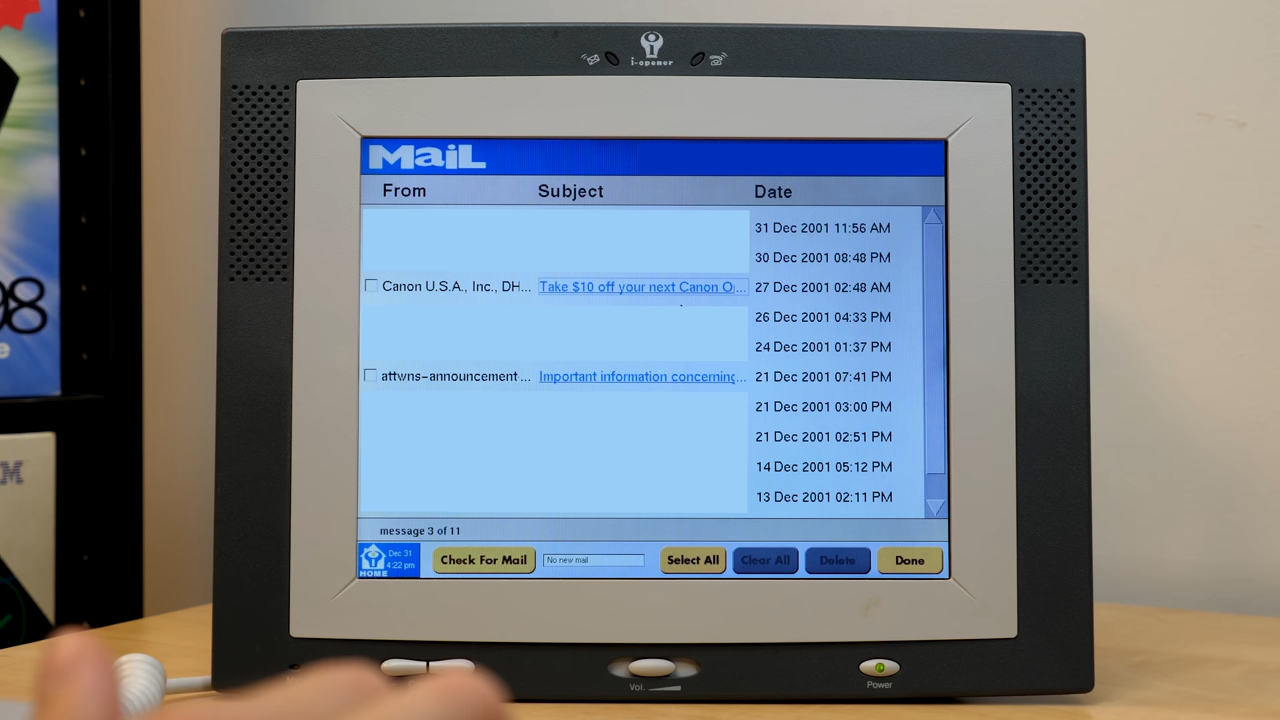 i-opener
MaiL
From Subject Date
31 Dec 2001 11:56 AM
30 Dec 2001 08:48 PM
Canon U.S.A., Inc., DH... Take $10 off your next Canon O... 27 Dec 2001 02:48 AM
26 Dec 2001 04:33 PM
24 Dec 2001 01:37 PM
attwns-announcement... Important information concerning... 21 Dec 2001 07:41 PM
21 Dec 2001 03:00 PM
21 Dec 2001 02:51 PM
14 Dec 2001 05:12 PM
13 Dec 2001 02:11 PM
message 3 of 11
Dec 31
4:22 pm
HOME
Check For Mail No new mail Select All Clear All Delete Done
Vol.
Power
98